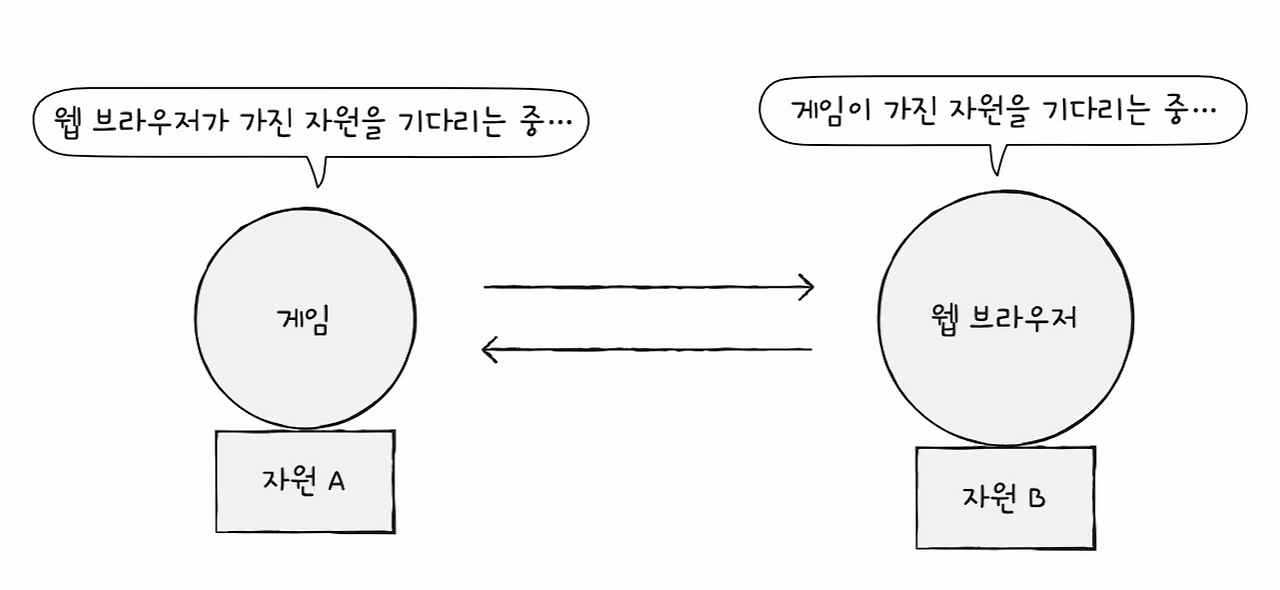 웹 브라우저가 가진 자원을 기다리는 중…
게임이 가진 자원을 기다리는 중…
게임
웹 브라우저
자원 A
자원 B